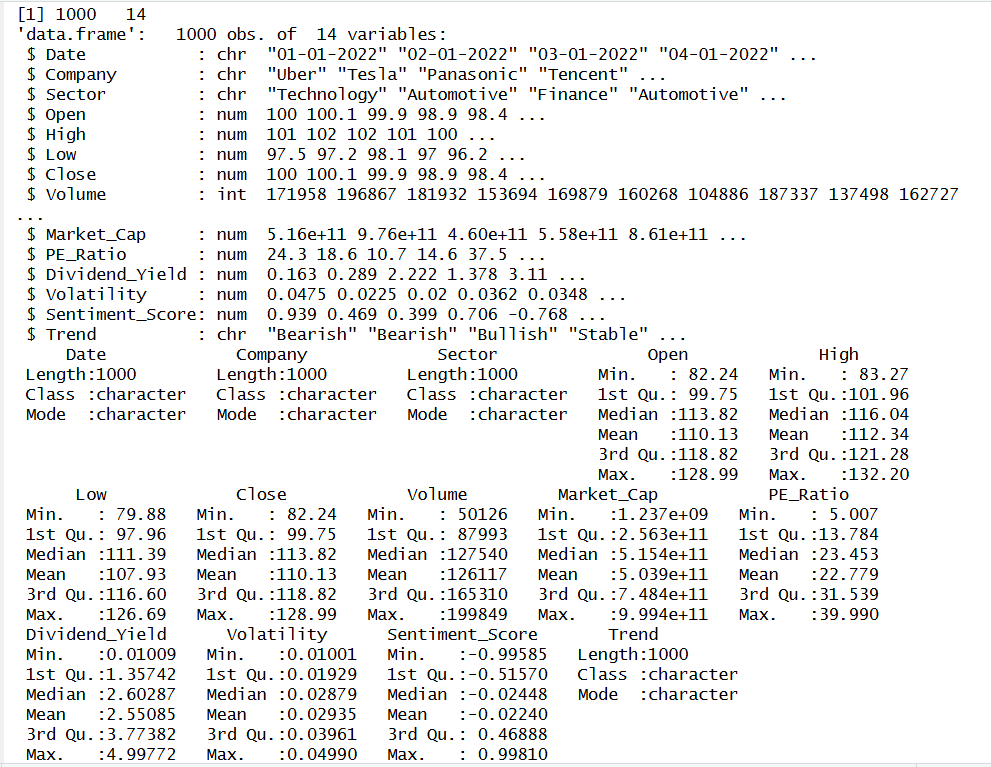 [1] 1000   14
'data.frame':   1000 obs. of  14 variables:
 $ Date           : chr  "01-01-2022" "02-01-2022" "03-01-2022" "04-01-2022" ...
 $ Company        : chr  "Uber" "Tesla" "Panasonic" "Tencent" ...
 $ Sector         : chr  "Technology" "Automotive" "Finance" "Automotive" ...
 $ Open           : num  100 100.1 99.9 98.9 98.4 ...
 $ High           : num  101 102 102 101 100 ...
 $ Low            : num  97.5 97.2 98.1 97 96.2 ...
 $ Close          : num  100 100.1 99.9 98.9 98.4 ...
 $ Volume         : int  171958 196867 181932 153694 169879 160268 104886 187337 137498 162727
...
 $ Market_Cap     : num  5.16e+11 9.76e+11 4.60e+11 5.58e+11 8.61e+11 ...
 $ PE_Ratio       : num  24.3 18.6 10.7 14.6 37.5 ...
 $ Dividend_Yield : num  0.163 0.289 2.222 1.378 3.11 ...
 $ Volatility     : num  0.0475 0.0225 0.02 0.0362 0.0348 ...
 $ Sentiment_Score: num  0.939 0.469 0.399 0.706 -0.768 ...
 $ Trend          : chr  "Bearish" "Bearish" "Bullish" "Stable" ...
     Date             Company             Sector               Open             High
 Length:1000        Length:1000        Length:1000        Min.   : 82.24   Min.   : 83.27
 Class :character   Class :character   Class :character   1st Qu.: 99.75   1st Qu.:101.96
 Mode  :character   Mode  :character   Mode  :character   Median :113.82   Median :116.04
                                                          Mean   :110.13   Mean   :112.34
                                                          3rd Qu.:118.82   3rd Qu.:121.28
                                                          Max.   :128.99   Max.   :132.20
      Low             Close            Volume         Market_Cap           PE_Ratio
 Min.   : 79.88   Min.   : 82.24   Min.   : 50126   Min.   :1.237e+09   Min.   : 5.007
 1st Qu.: 97.96   1st Qu.: 99.75   1st Qu.: 87993   1st Qu.:2.563e+11   1st Qu.:13.784
 Median :111.39   Median :113.82   Median :127540   Median :5.154e+11   Median :23.453
 Mean   :107.93   Mean   :110.13   Mean   :126117   Mean   :5.039e+11   Mean   :22.779
 3rd Qu.:116.60   3rd Qu.:118.82   3rd Qu.:165310   3rd Qu.:7.484e+11   3rd Qu.:31.539
 Max.   :126.69   Max.   :128.99   Max.   :199849   Max.   :9.994e+11   Max.   :39.990
 Dividend_Yield      Volatility      Sentiment_Score       Trend
 Min.   :0.01009   Min.   :0.01001   Min.   :-0.99585   Length:1000
 1st Qu.:1.35742   1st Qu.:0.01929   1st Qu.:-0.51570   Class :character
 Median :2.60287   Median :0.02879   Median :-0.02448   Mode  :character
 Mean   :2.55085   Mean   :0.02935   Mean   :-0.02240
 3rd Qu.:3.77382   3rd Qu.:0.03961   3rd Qu.: 0.46888
 Max.   :4.99772   Max.   :0.04990   Max.   : 0.99810